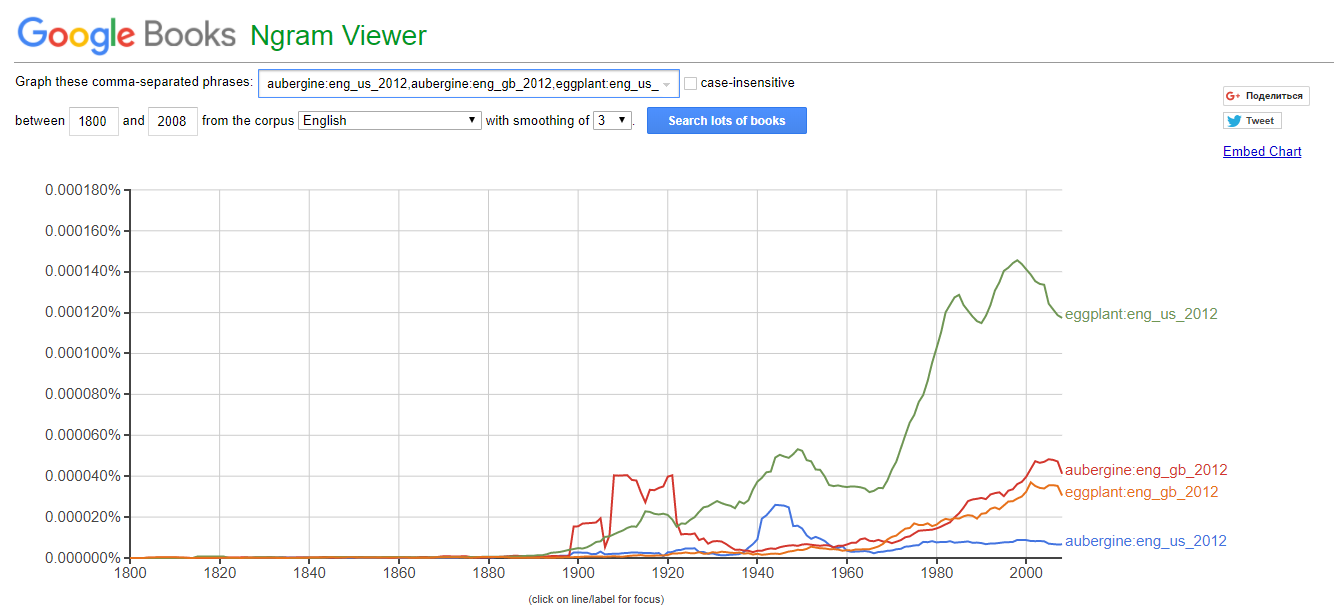 Google Books Ngram Viewer
Graph these comma-separated phrases: aubergine:eng_us_2012,aubergine:eng_gb_2012,eggplant:eng_us_ case-insensitive
between 1800 and 2008 from the corpus English with smoothing of 3 . Search lots of books
Поделиться
Tweet
Embed Chart
0.000180%
0.000160%
0.000140%
0.000120%
0.000100%
0.000080%
0.000060%
0.000040%
0.000020%
0.000000%
eggplant:eng_us_2012
aubergine:eng_gb_2012
eggplant:eng_gb_2012
aubergine:eng_us_2012
1800 1820 1840 1860 1880 1900 1920 1940 1960 1980 2000
(click on line/label for focus)